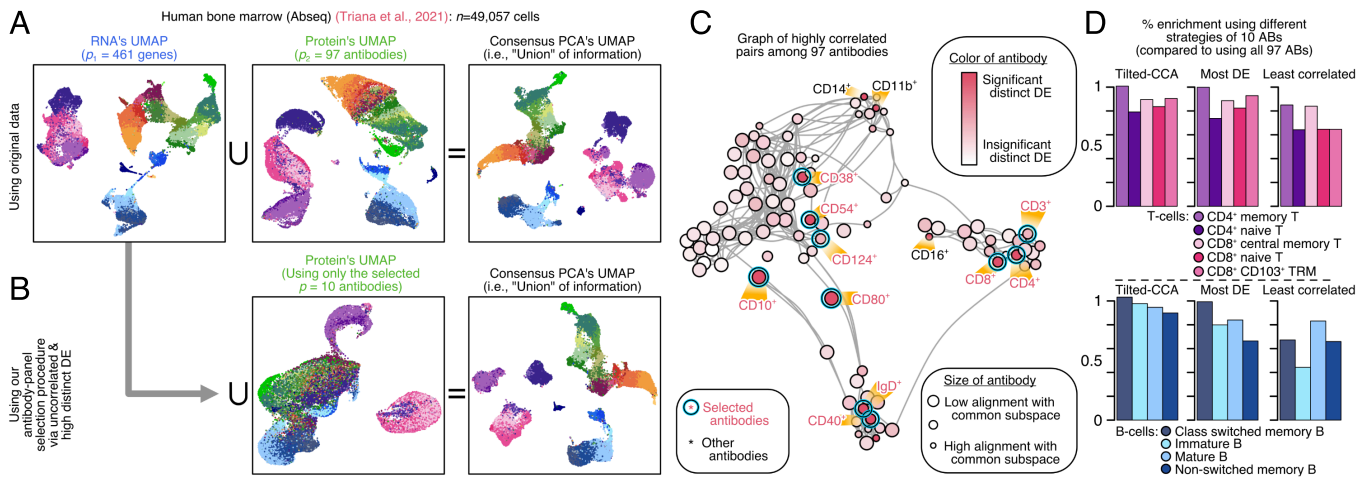 A
Human bone marrow (Abseq) (Triana et al., 2021): n=49,057 cells
RNA's UMAP
(p1 = 461 genes)
Protein's UMAP
(p2 = 97 antibodies)
Consensus PCA's UMAP
(i.e., "Union" of information)
Using original data
∪
=
B
Protein's UMAP
(Using only the selected
p = 10 antibodies)
Consensus PCA's UMAP
(i.e., "Union" of information)
Using our
antibody-panel
selection procedure
via uncorrelated &
high distinct DE
∪
=
C
Graph of highly correlated
pairs among 97 antibodies
Color of antibody
Significant
distinct DE
Insignificant
distinct DE
CD14+
CD11b+
CD38+
CD54+
CD124+
CD10+
CD80+
CD3+
CD16+
CD8+
CD4+
IgD+
CD40+
* Selected
antibodies
* Other
antibodies
Size of antibody
Low alignment with
common subspace
High alignment with
common subspace
D
% enrichment using different
strategies of 10 ABs
(compared to using all 97 ABs)
Tilted-CCA
Most DE
Least correlated
1
0.5
0
T-cells:
CD4+ memory T
CD4+ naive T
CD8+ central memory T
CD8+ naive T
CD8+ CD103+ TRM
Tilted-CCA
Most DE
Least correlated
1
0.5
0
B-cells:
Class switched memory B
Immature B
Mature B
Non-switched memory B